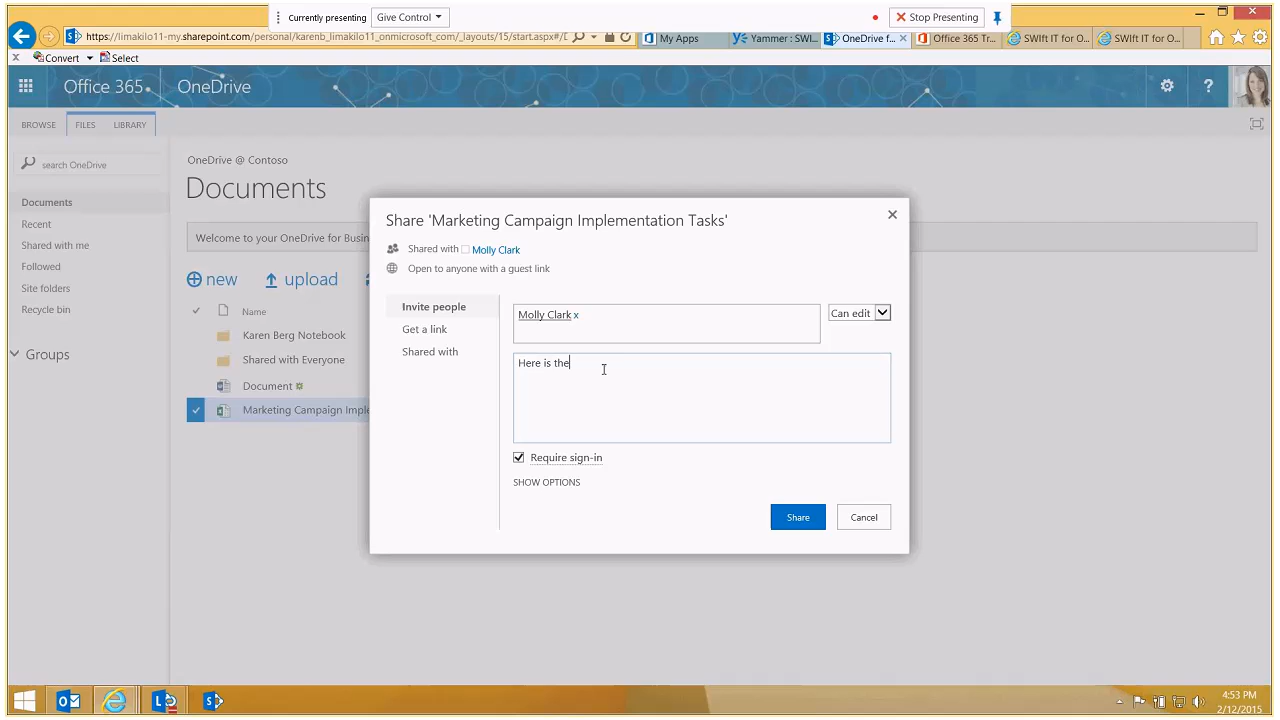 Currently presenting
Give Control
Stop Presenting
https://limakilo11-my.sharepoint.com/personal/karenb_limakilo11_onmicrosoft_com/_layouts/15/start.aspx#/D
My Apps
Yammer : SWI...
OneDrive f...
Office 365 Tr...
SWIft IT for O...
SWIft IT for O...
x
Convert
Select
Office 365
OneDrive
?
BROWSE
FILES
LIBRARY
search OneDrive
Documents
Recent
Shared with me
Followed
Site folders
Recycle bin
Groups
OneDrive @ Contoso
Documents
Welcome to your OneDrive for Busin
new
upload
Name
Karen Berg Notebook
Shared with Everyone
Document
Marketing Campaign Imple
Share 'Marketing Campaign Implementation Tasks'
Shared with Molly Clark
Open to anyone with a guest link
Invite people
Get a link
Shared with
Molly Clark x
Can edit
Here is the
Require sign-in
SHOW OPTIONS
Share
Cancel
4:53 PM
2/12/2015